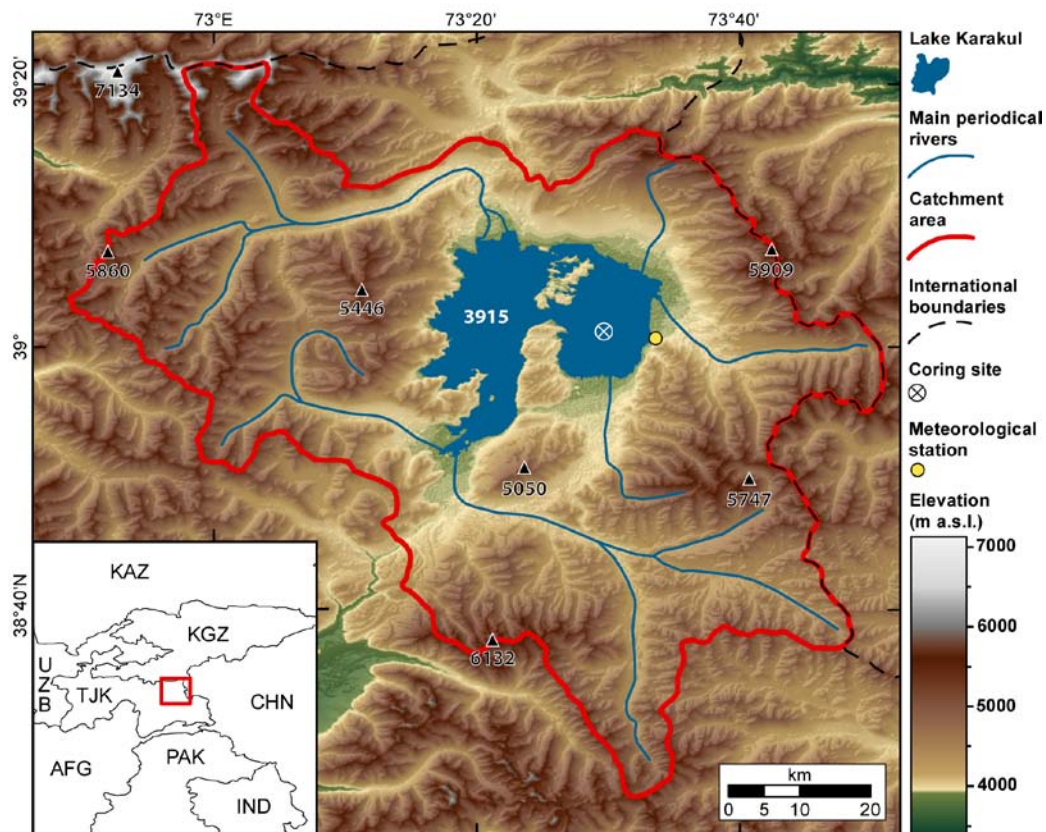 73°E
73°20'
73°40'
39°20'
39°
38°40'N
7134
5860
5446
3915
5909
5050
5747
6132
KAZ
KGZ
U
Z
B
TJK
CHN
AFG
PAK
IND
km
0 5 10 20
Lake Karakul
Main periodical
rivers
Catchment
area
International
boundaries
Coring site
Meteorological
station
Elevation
(m a.s.l.)
7000
6000
5000
4000